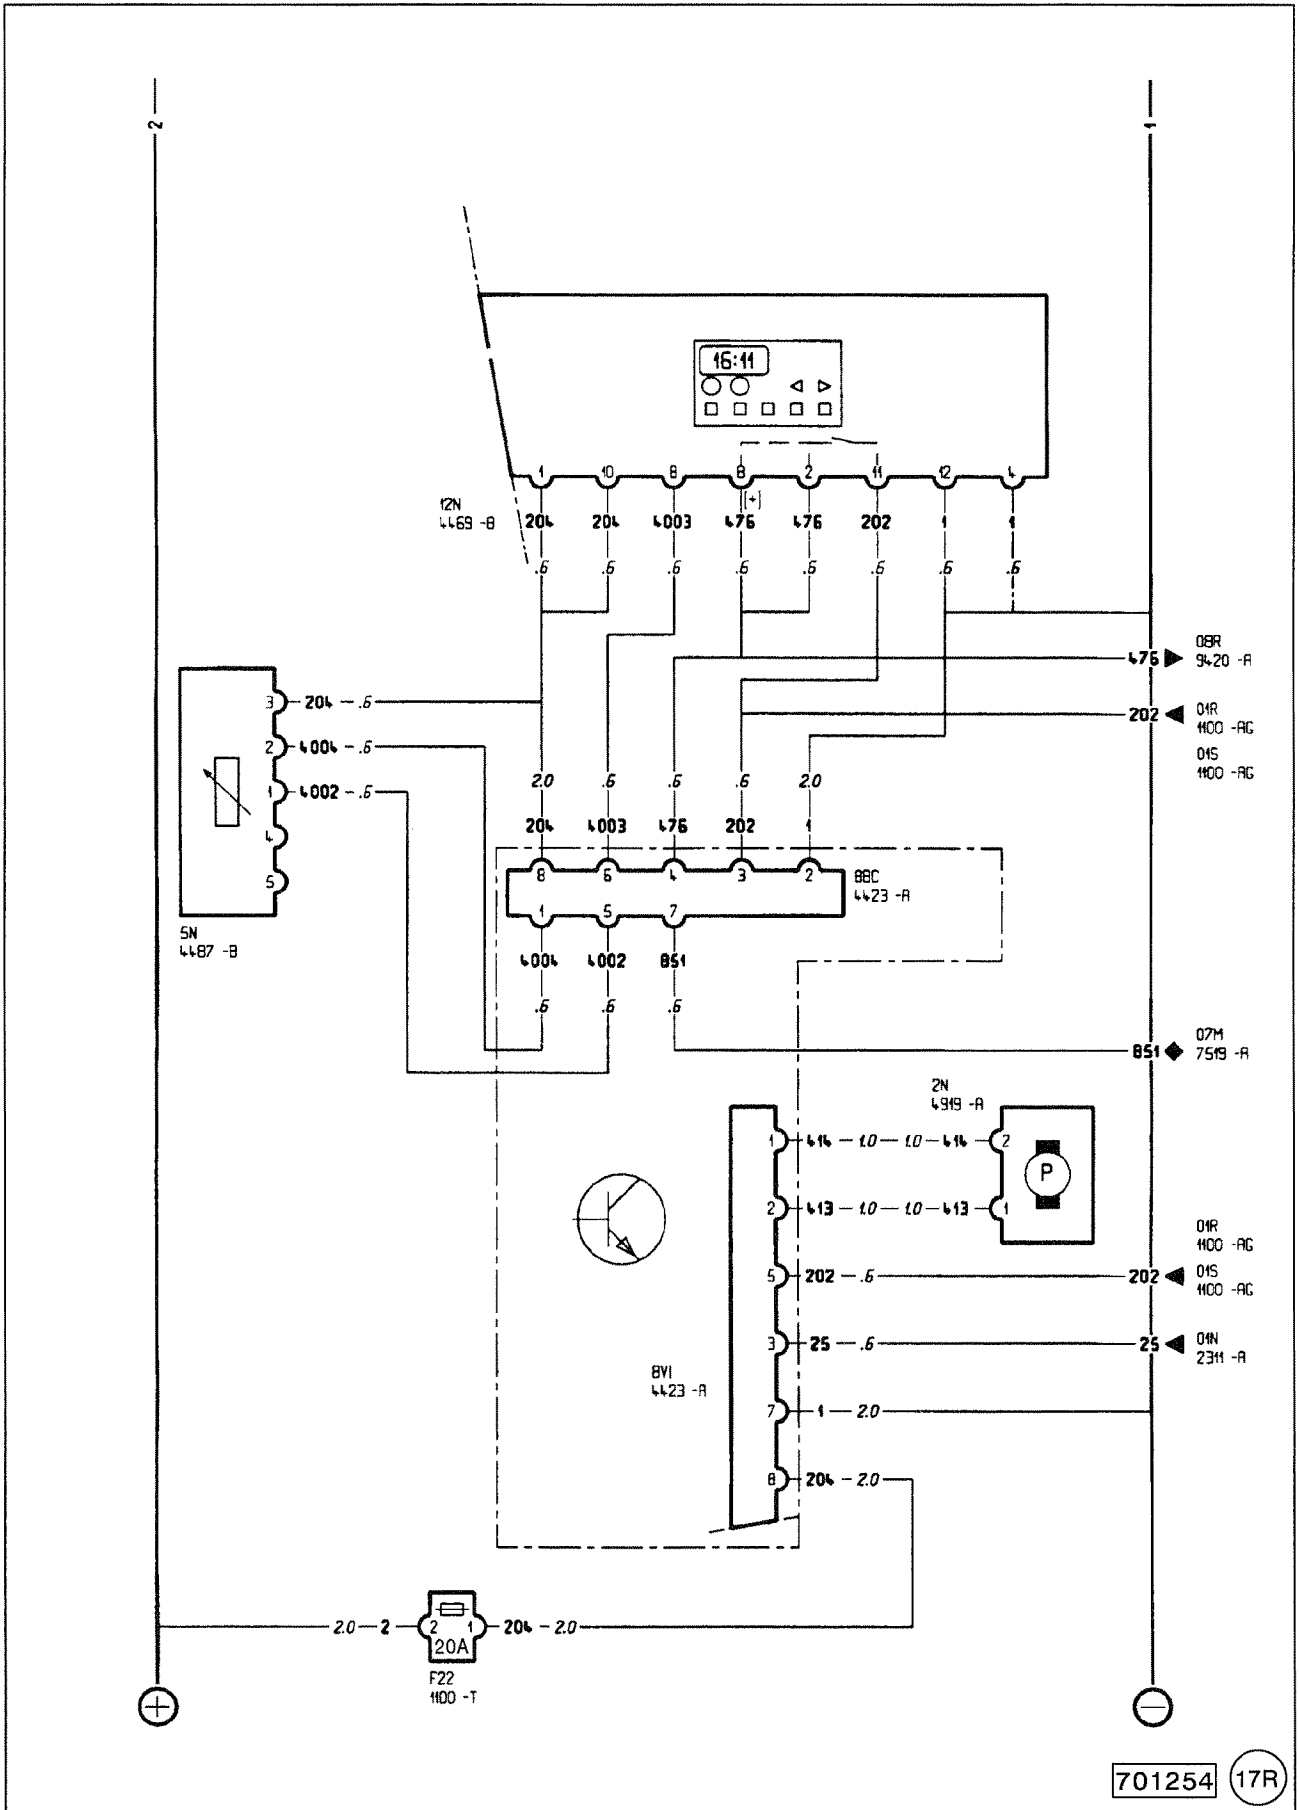 2
1
16:11
1 10 8 8 2 11 12 4
(+)
12N
4469 -B
204 204 4003 476 476 202 1 1
.6 .6 .6 .6 .6 .6 .6 .6
476
08R
9420 -A
3 204 - .6
202
01R
1100 -AG
2 4004 - .6
01S
1100 -AG
1 4002 - .6
4
5
2.0 .6 .6 .6 2.0
204 4003 476 202 1
8 6 4 3 2
8BC
4423 -A
1 5 7
5N
4487 -B
4004 4002 851
.6 .6 .6
851
07M
7519 -A
2N
4919 -A
1 414 - 1.0 - 1.0 - 414 2
P
2 413 - 1.0 - 1.0 - 413 1
01R
1100 -AG
5 202 - .6
202
01S
1100 -AG
3 25 - .6
25
01N
2311 -A
8VI
4423 -A
7 1 - 2.0
8 204 - 2.0
2.0 - 2 2 1 204 - 2.0
20A
F22
1100 -T
+
−
701254 17R